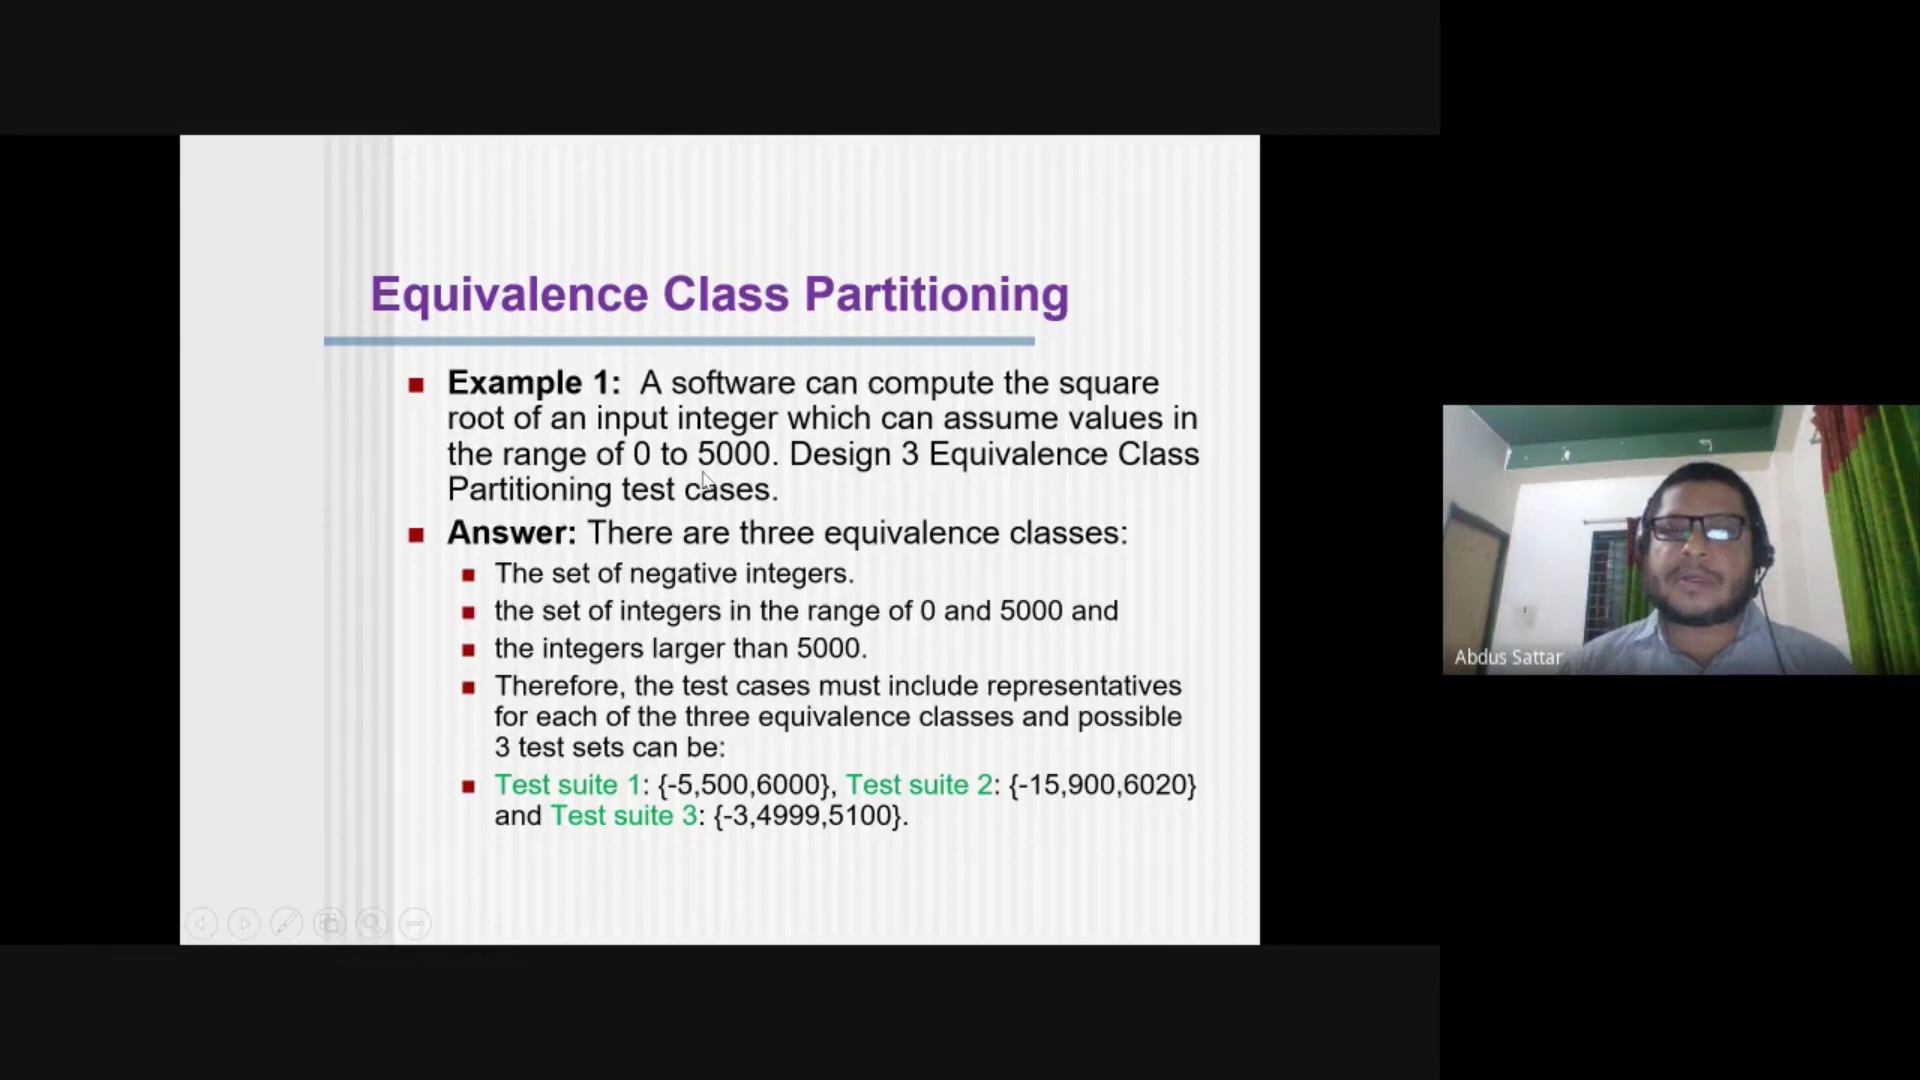 Equivalence Class Partitioning
Example 1: A software can compute the square
root of an input integer which can assume values in
the range of 0 to 5000. Design 3 Equivalence Class
Partitioning test cases.
Answer: There are three equivalence classes:
The set of negative integers.
the set of integers in the range of 0 and 5000 and
the integers larger than 5000.
Therefore, the test cases must include representatives
for each of the three equivalence classes and possible
3 test sets can be:
Test suite 1: {-5,500,6000}, Test suite 2: {-15,900,6020}
and Test suite 3: {-3,4999,5100}.
Abdus Sattar